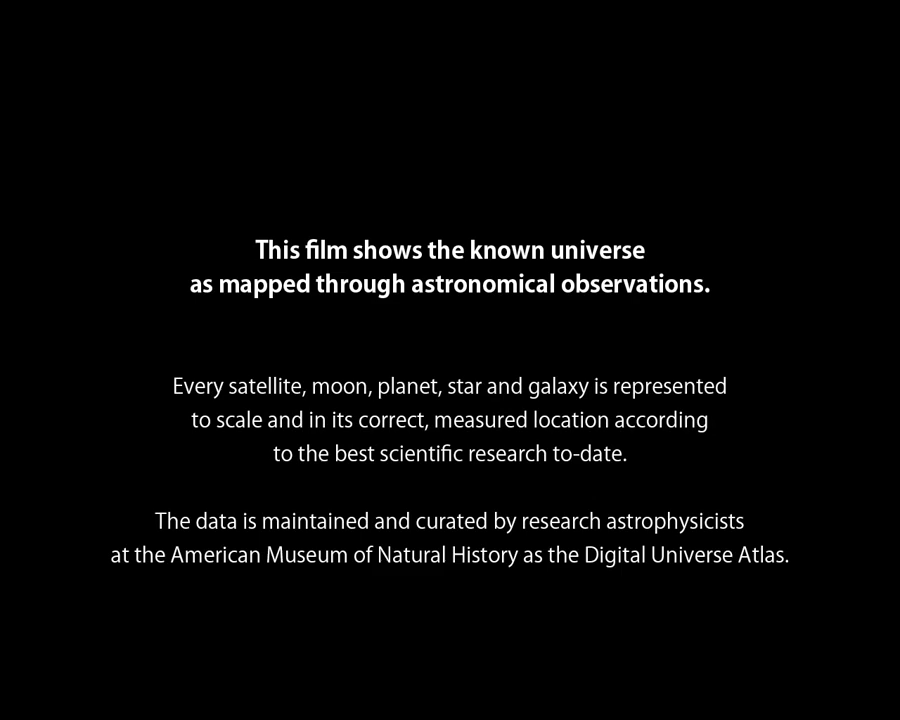 This film shows the known universe
as mapped through astronomical observations.
Every satellite, moon, planet, star and galaxy is represented
to scale and in its correct, measured location according
to the best scientific research to-date.
The data is maintained and curated by research astrophysicists
at the American Museum of Natural History as the Digital Universe Atlas.